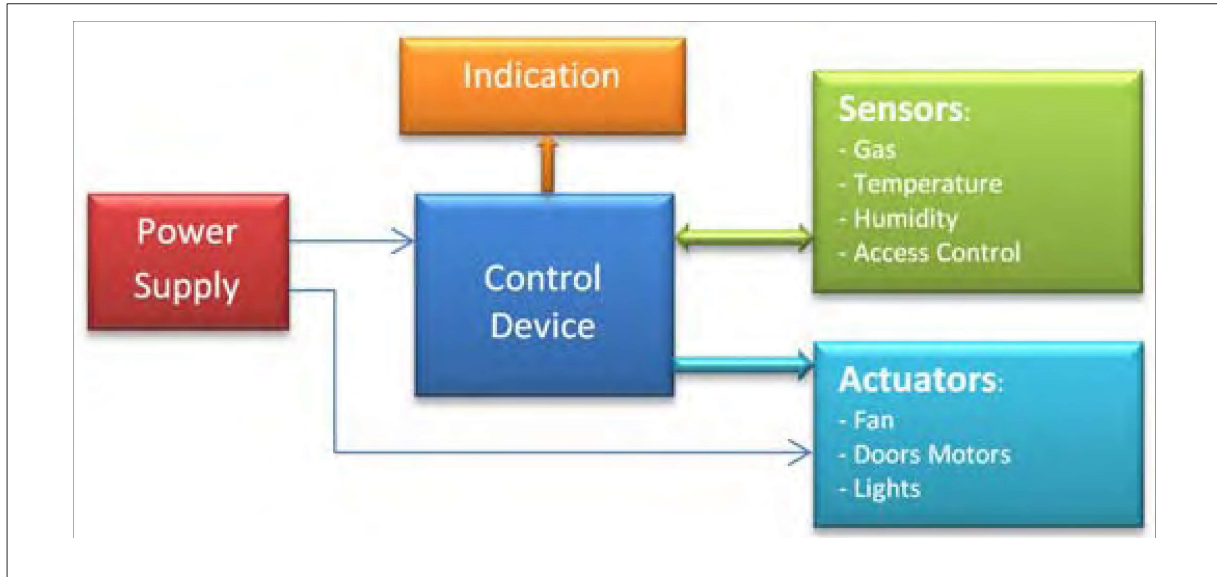 Indication
Power
Supply
Control
Device
Sensors:
- Gas
- Temperature
- Humidity
- Access Control
Actuators:
- Fan
- Doors Motors
- Lights